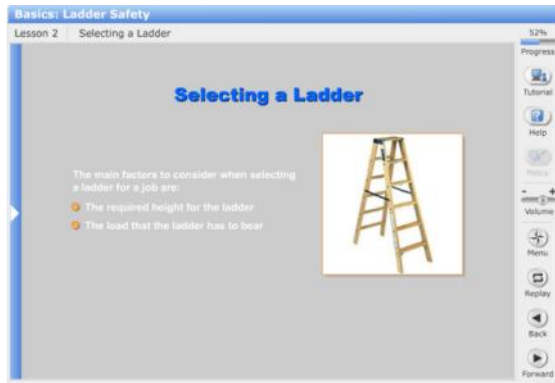 Basics: Ladder Safety
Lesson 2 Selecting a Ladder
52%
Progress
Selecting a Ladder
The main factors to consider when selecting
a ladder for a job are:
The required height for the ladder
The load that the ladder has to bear
Tutorial
Help
- +
Volume
Menu
Replay
Back
Forward